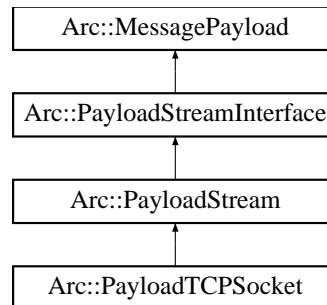 Arc::MessagePayload
Arc::PayloadStreamInterface
Arc::PayloadStream
Arc::PayloadTCPSocket